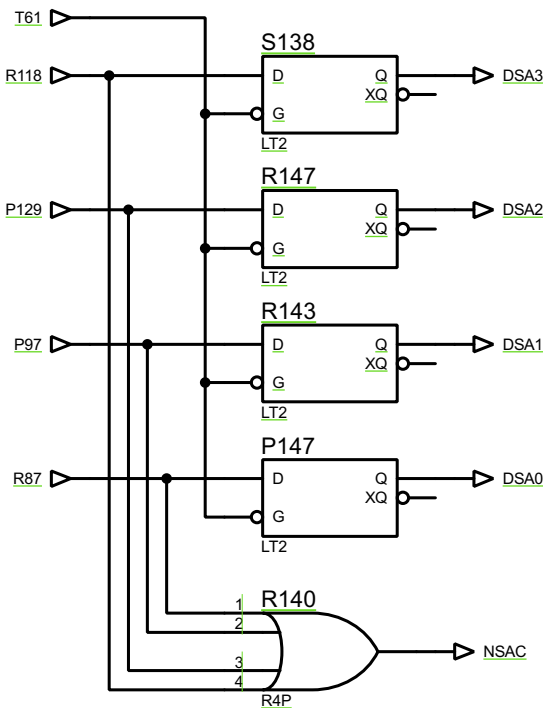 T61
S138
R118 D Q DSA3
XQ
G
LT2
R147
P129 D Q DSA2
XQ
G
LT2
R143
P97 D Q DSA1
XQ
G
LT2
P147
R87 D Q DSA0
XQ
G
LT2
R140
1
2
NSAC
3
4
R4P